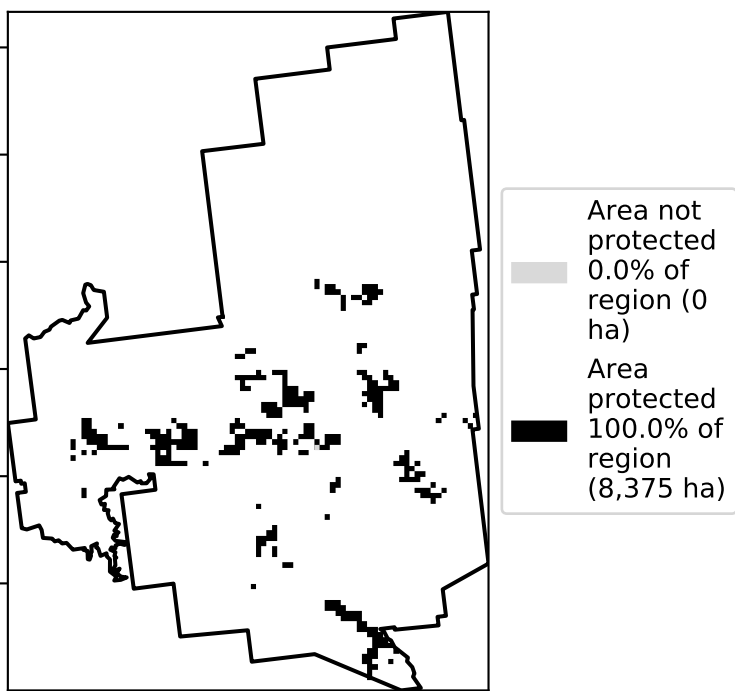 Area not
protected
0.0% of
region (0
ha)
Area
protected
100.0% of
region
(8,375 ha)